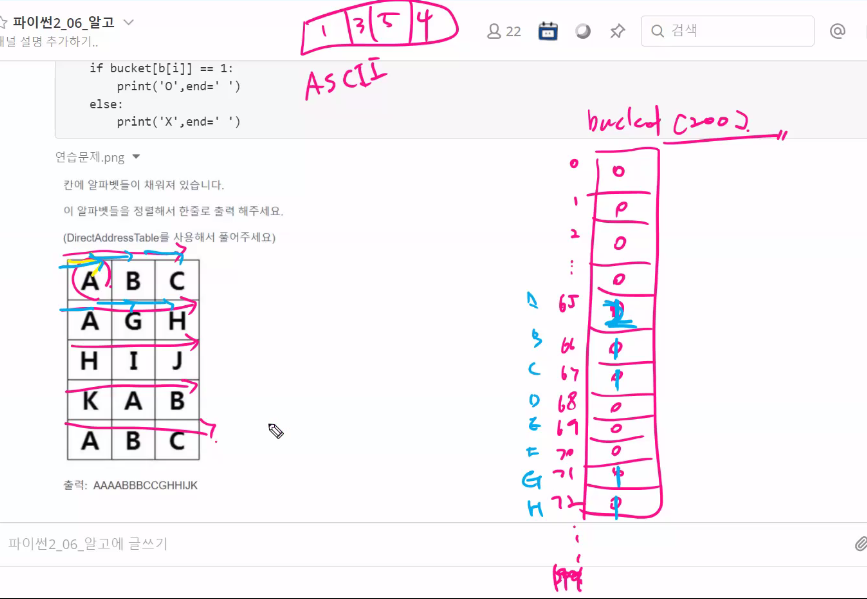 파이썬2_06_알고
채널 설명 추가하기..
22
검색
if bucket[b[i]] == 1:
print('O',end=' ')
else:
print('X',end=' ')
1 3 5 4
ASCII
연습문제.png
칸에 알파벳들이 채워져 있습니다.
이 알파벳들을 정렬해서 한줄로 출력 해주세요.
(DirectAddressTable를 사용해서 풀어주세요)
A B C
A G H
H I J
K A B
A B C
출력: AAAABBBCCGHHIJK
bucket [200]
0 0
1 0
2 0
⋮ 0
A 65 2
B 66 1
C 67 1
D 68 0
E 69 0
F 70 0
G 71 1
H 72 1
파이썬2_06_알고에 글쓰기